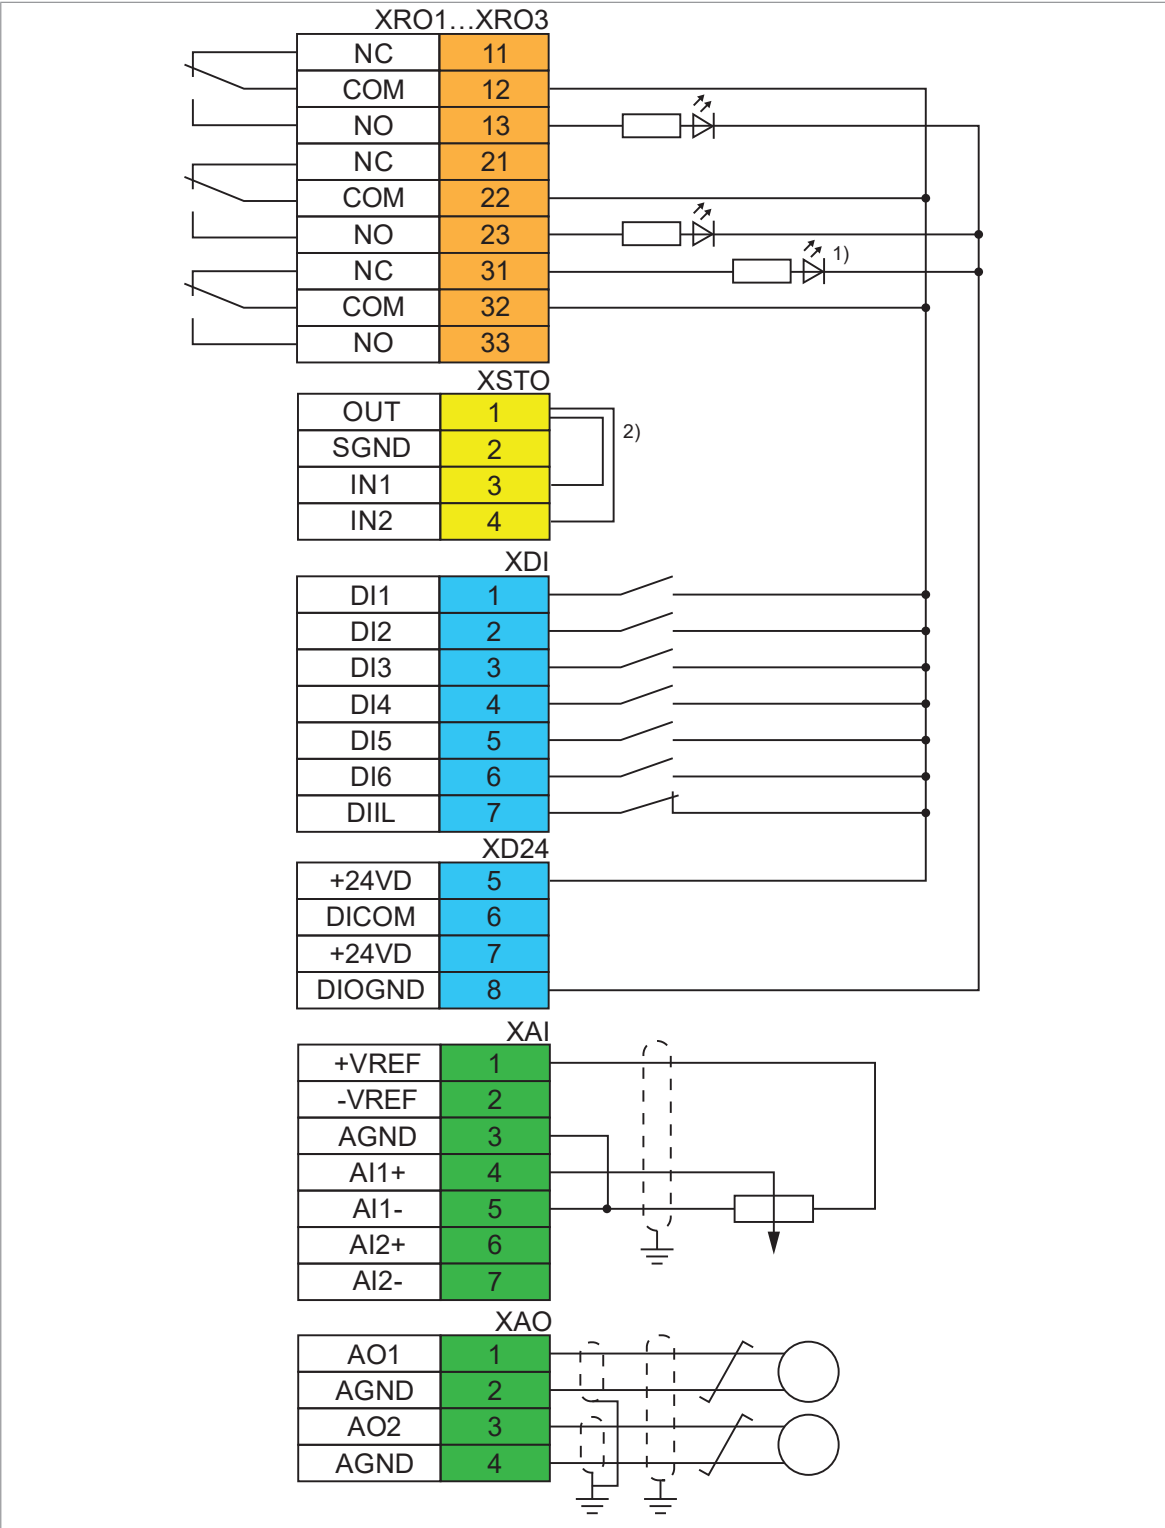 XRO1...XRO3
NC 11
COM 12
NO 13
NC 21
COM 22
NO 23
NC 31 1)
COM 32
NO 33
XSTO
OUT 1
2)
SGND 2
IN1 3
IN2 4
XDI
DI1 1
DI2 2
DI3 3
DI4 4
DI5 5
DI6 6
DIIL 7
XD24
+24VD 5
DICOM 6
+24VD 7
DIOGND 8
XAI
+VREF 1
-VREF 2
AGND 3
AI1+ 4
AI1- 5
AI2+ 6
AI2- 7
XAO
AO1 1
AGND 2
AO2 3
AGND 4